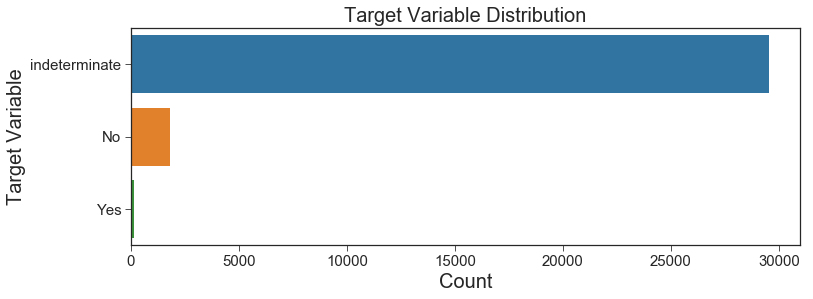 Target Variable Distribution
Target Variable
indeterminate
No
Yes
0 5000 10000 15000 20000 25000 30000
Count